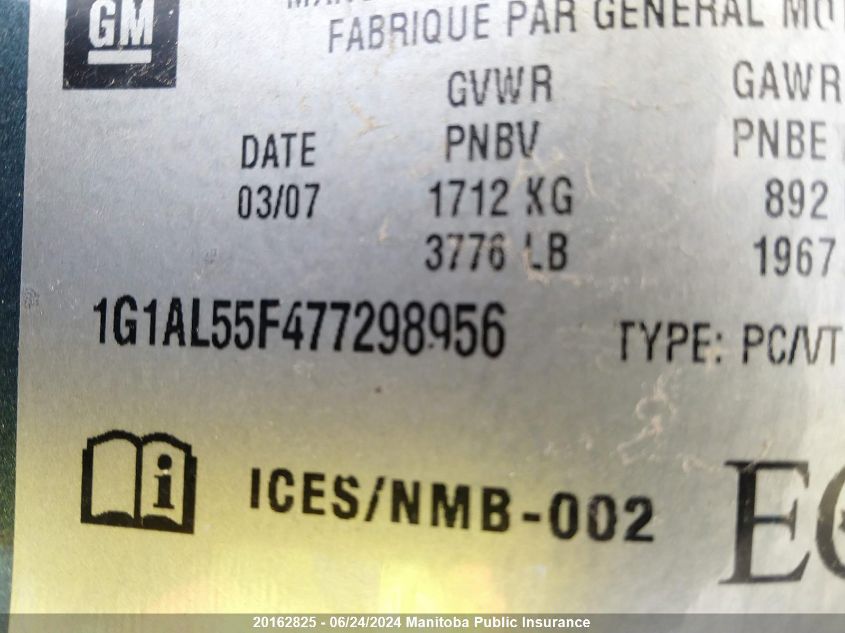 GM
FABRIQUE PAR GENERAL MO
GVWR GAWR
DATE PNBV PNBE
03/07 1712 KG 892
3776 LB 1967
1G1AL55F477298956 TYPE: PC/VT
i ICES/NMB-002
20162825 - 06/24/2024 Manitoba Public Insurance